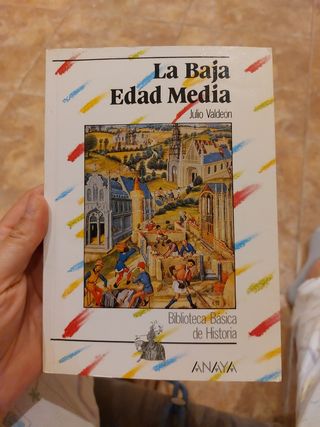 La Baja
Edad Media
Julio Valdeón
Biblioteca Básica
de Historia
ANAYA